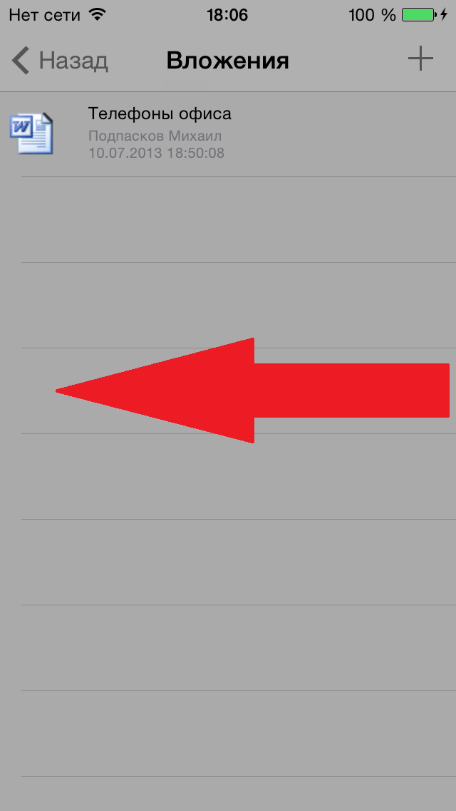 Нет сети 18:06 100 %
Назад Вложения
Телефоны офиса
Подпасков Михаил
10.07.2013 18:50:08